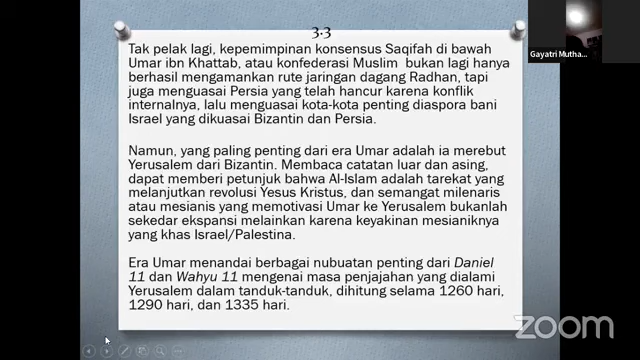 3.3
Tak pelak lagi, kepemimpinan konsensus Saqifah di bawah
Umar ibn Khattab, atau konfederasi Muslim bukan lagi hanya
berhasil mengamankan rute jaringan dagang Radhan, tapi
juga menguasai Persia yang telah hancur karena konflik
internalnya, lalu menguasai kota-kota penting diaspora bani
Israel yang dikuasai Bizantin dan Persia.
Namun, yang paling penting dari era Umar adalah ia merebut
Yerusalem dari Bizantin. Membaca catatan luar dan asing,
dapat memberi petunjuk bahwa Al-Islam adalah tarekat yang
melanjutkan revolusi Yesus Kristus, dan semangat milenaris
atau mesianis yang memotivasi Umar ke Yerusalem bukanlah
sekedar ekspansi melainkan karena keyakinan mesianiknya
yang khas Israel/Palestina.
Era Umar menandai berbagai nubuatan penting dari Daniel
11 dan Wahyu 11 mengenai masa penjajahan yang dialami
Yerusalem dalam tanduk-tanduk, dihitung selama 1260 hari,
1290 hari, dan 1335 hari.
Gayatri Mutha...
zoom